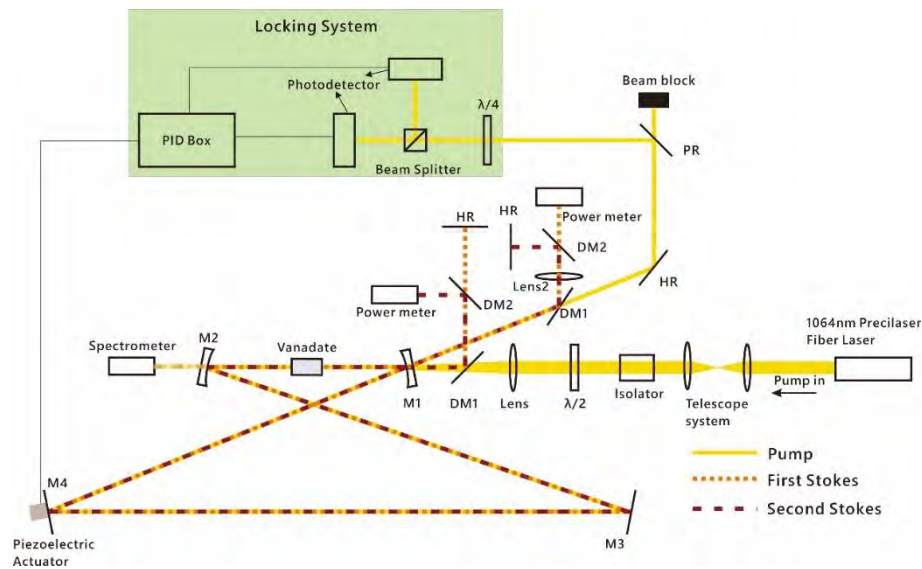 Locking System
Photodetector
λ/4
PID Box
Beam Splitter
Beam block
PR
HR
HR
Power meter
DM2
Lens2
HR
DM2
Power meter
DM1
1064nm Precilaser
Fiber Laser
Spectrometer
M2
Vanadate
M1
DM1
Lens
λ/2
Isolator
Telescope
system
Pump in
Pump
First Stokes
Second Stokes
M4
Piezoelectric
Actuator
M3